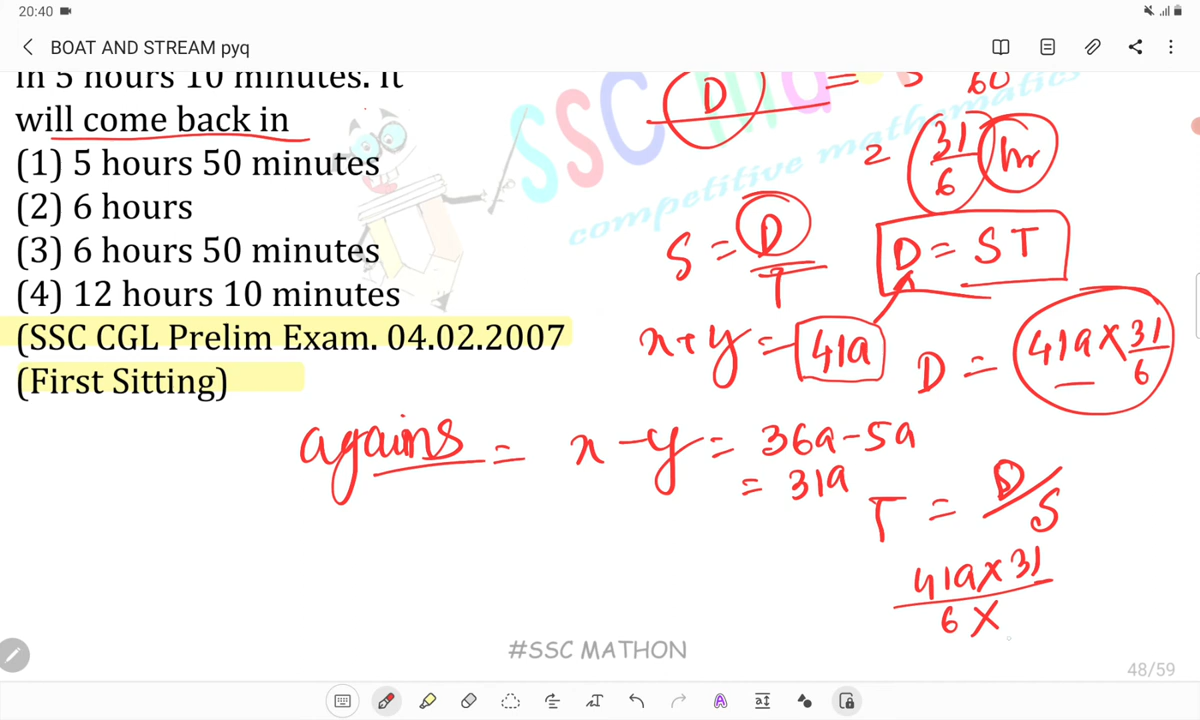 20:40
BOAT AND STREAM pyq
in 5 hours 10 minutes. It
will come back in
(1) 5 hours 50 minutes
(2) 6 hours
(3) 6 hours 50 minutes
(4) 12 hours 10 minutes
(SSC CGL Prelim Exam. 04.02.2007
(First Sitting)
SSC
competitive mathematics
D = 5 60
= 31/6 hr
S = D/T
D = ST
x+y = 41a
D = 41a×31/6
agains = x-y = 36a-5a
= 31a
T = D/S
41a×31
6×
#SSC MATHON
48/59